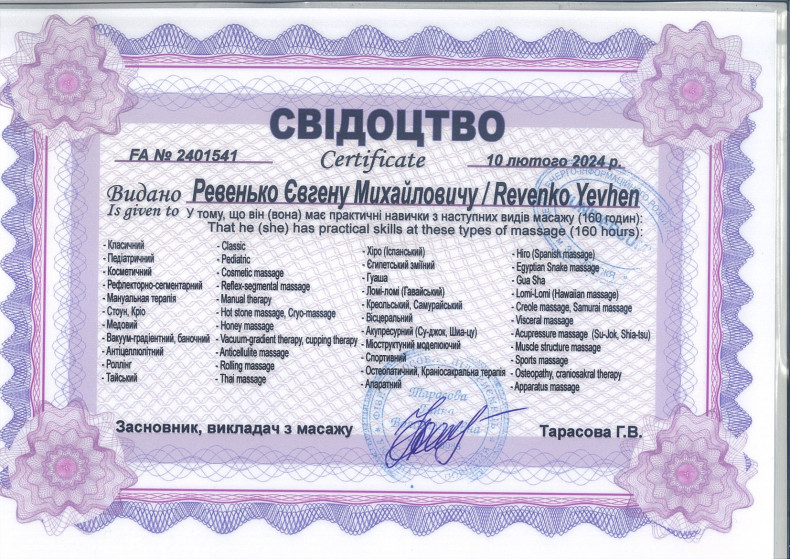 СВІДОЦТВО
FA № 2401541 Certificate 10 лютого 2024 р.
Видано Ревенько Євгену Михайловичу / Revenko Yevhen
Is given to У тому, що він (вона) має практичні навички з наступних видів масажу (160 годин):
That he (she) has practical skills at these types of massage (160 hours):
- Класичний
- Педіатричний
- Косметичний
- Рефлекторно-сегментарний
- Мануальная терапія
- Стоун, Кріо
- Медовий
- Вакуум-градієнтний, баночний
- Антіцеллюлітний
- Роллінг
- Тайський
- Classic
- Pediatric
- Cosmetic massage
- Reflex-segmental massage
- Manual therapy
- Hot stone massage, Cryo-massage
- Honey massage
- Vacuum-gradient therapy, cupping therapy
- Anticellulite massage
- Rolling massage
- Thai massage
- Хіро (Іспанський)
- Єгипетський зміїний
- Гуаша
- Ломі-ломі (Гавайський)
- Креольський, Самурайський
- Вісцеральний
- Акупресурний (Су-джок, Шиа-цу)
- Міоструктурний моделюючий
- Спортивний
- Остеопатичний, Краніосакральна терапія
- Апаратний
- Hiro (Spanish massage)
- Egyptian Snake massage
- Gua Sha
- Lomi-Lomi (Hawaiian massage)
- Creole massage, Samurai massage
- Visceral massage
- Acupressure massage (Su-Jok, Shia-tsu)
- Muscle structure massage
- Sports massage
- Osteopathy, craniosakral therapy
- Apparatus massage
Засновник, викладач з масажу Тарасова Г.В.
Тарасова